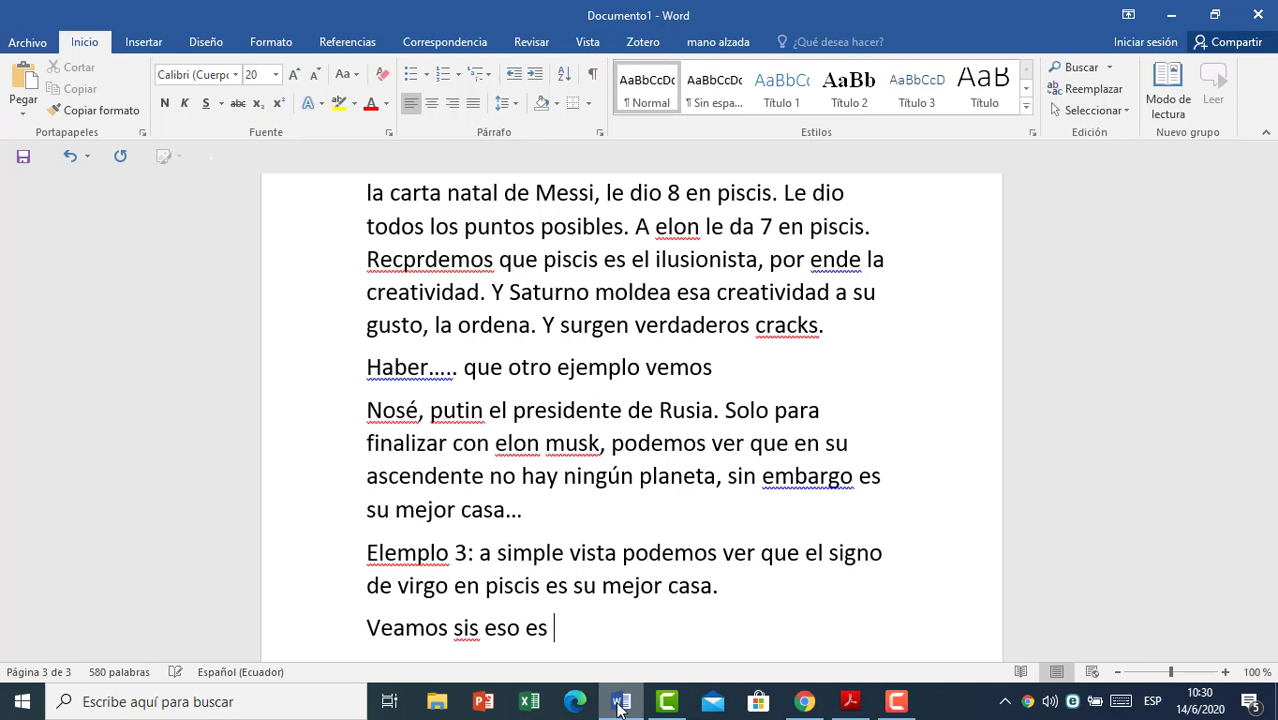 Documento1 - Word
Archivo Inicio Insertar Diseño Formato Referencias Correspondencia Revisar Vista Zotero mano alzada ¿Qué desea hacer? Iniciar sesión Compartir
Pegar
Cortar
Copiar
Copiar formato
Portapapeles
Calibri (Cuerpo 20
Aa
N K S abc x₂ x²
Fuente
Párrafo
AaBbCcDc AaBbCcDc AaBbCc AaBb AaBbCcD AaB
¶ Normal ¶ Sin espa... Título 1 Título 2 Título 3 Título
Estilos
Buscar
Reemplazar
Seleccionar
Edición
Modo de lectura
Leer
Nuevo grupo
la carta natal de Messi, le dio 8 en piscis. Le dio
todos los puntos posibles. A elon le da 7 en piscis.
Recprdemos que piscis es el ilusionista, por ende la
creatividad. Y Saturno moldea esa creatividad a su
gusto, la ordena. Y surgen verdaderos cracks.
Haber….. que otro ejemplo vemos
Nosé, putin el presidente de Rusia. Solo para
finalizar con elon musk, podemos ver que en su
ascendente no hay ningún planeta, sin embargo es
su mejor casa…
Elemplo 3: a simple vista podemos ver que el signo
de virgo en piscis es su mejor casa.
Veamos sis eso es
Página 3 de 3 580 palabras Español (Ecuador) 100 %
Escribe aquí para buscar
ESP
10:30
14/6/2020
5